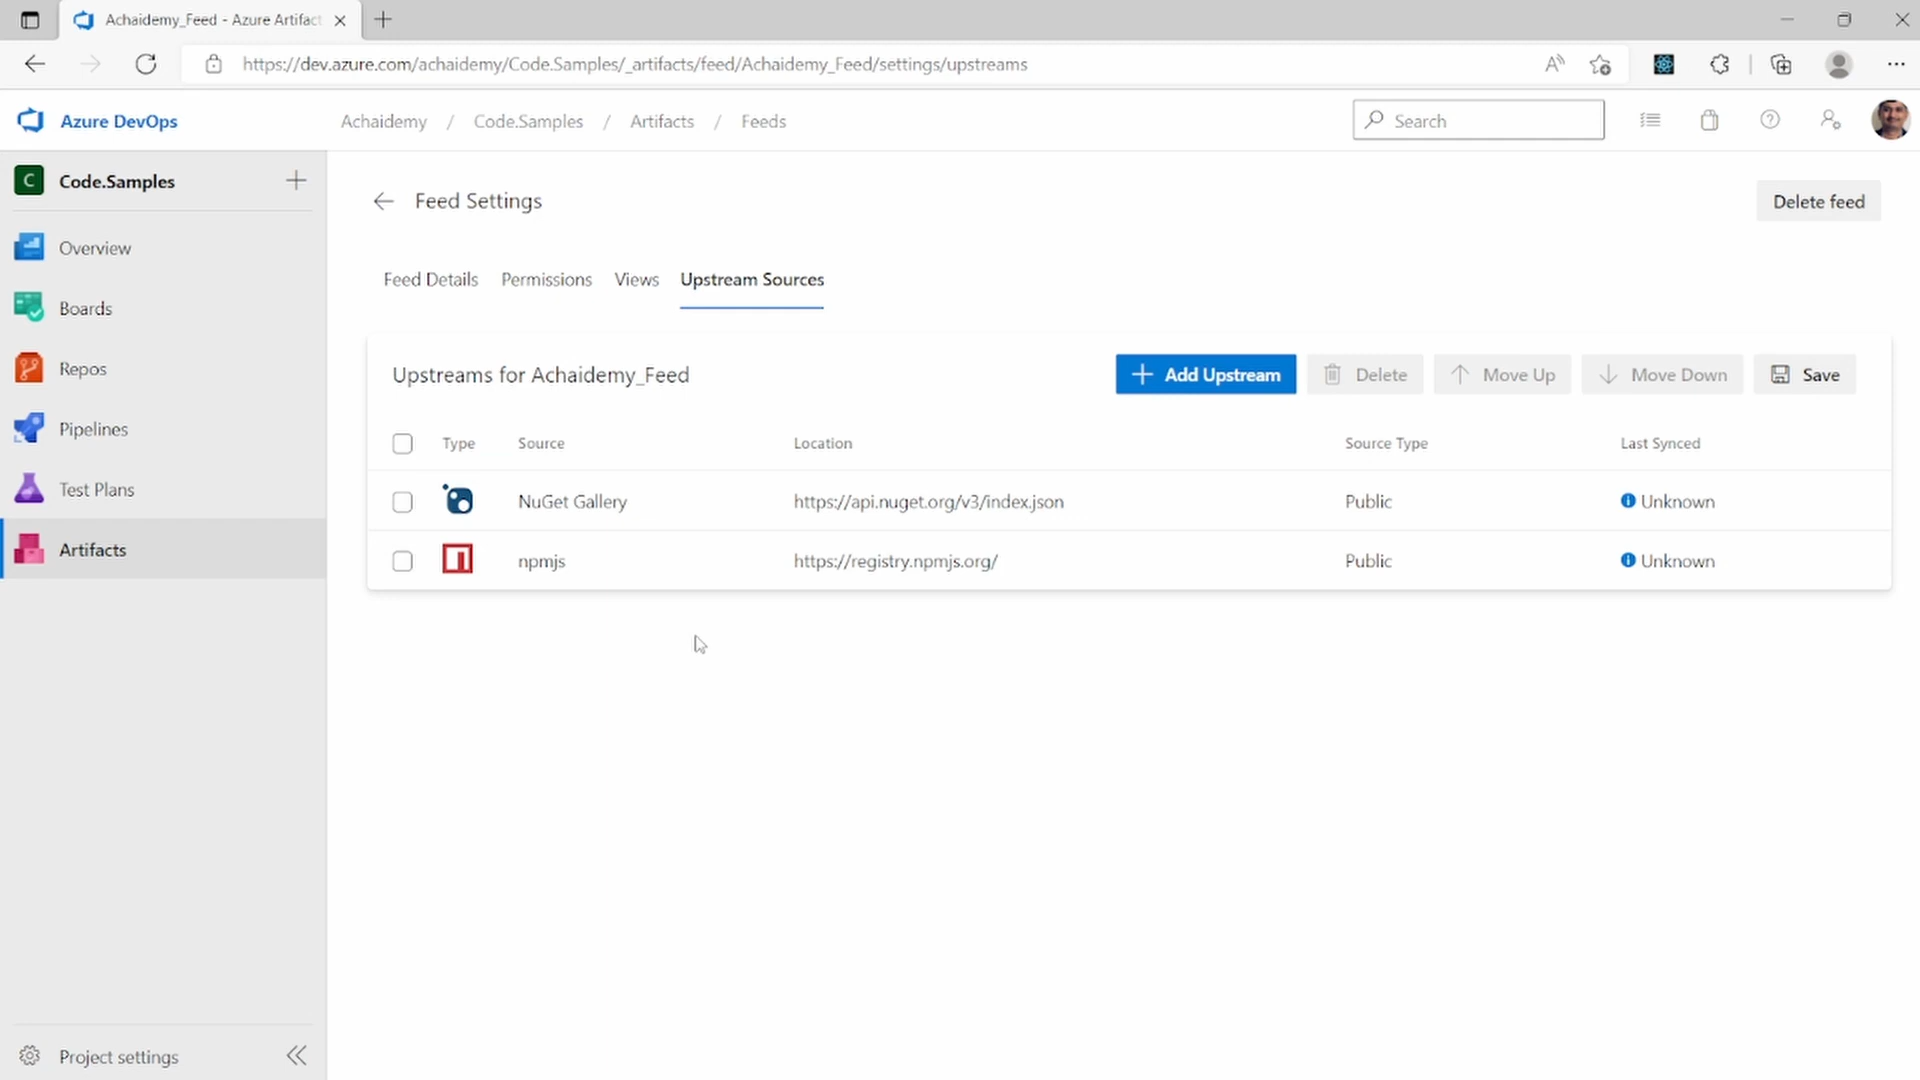 Achaidemy_Feed - Azure Artifact
https://dev.azure.com/achaidemy/Code.Samples/_artifacts/feed/Achaidemy_Feed/settings/upstreams
Azure DevOps
Achaidemy / Code.Samples / Artifacts / Feeds
Search
C Code.Samples
Overview
Boards
Repos
Pipelines
Test Plans
Artifacts
Project settings
Feed Settings
Delete feed
Feed Details Permissions Views Upstream Sources
Upstreams for Achaidemy_Feed
Add Upstream Delete Move Up Move Down Save
Type Source Location Source Type Last Synced
NuGet Gallery https://api.nuget.org/v3/index.json Public Unknown
npmjs https://registry.npmjs.org/ Public Unknown